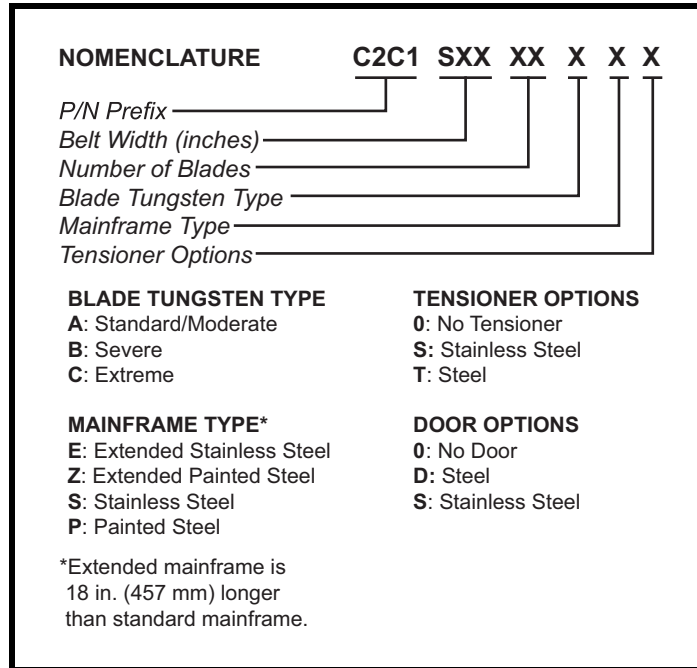 NOMENCLATURE C2C1 SXX XX X X X
P/N Prefix
Belt Width (inches)
Number of Blades
Blade Tungsten Type
Mainframe Type
Tensioner Options
BLADE TUNGSTEN TYPE
A: Standard/Moderate
B: Severe
C: Extreme
TENSIONER OPTIONS
0: No Tensioner
S: Stainless Steel
T: Steel
MAINFRAME TYPE*
E: Extended Stainless Steel
Z: Extended Painted Steel
S: Stainless Steel
P: Painted Steel
DOOR OPTIONS
0: No Door
D: Steel
S: Stainless Steel
*Extended mainframe is
18 in. (457 mm) longer
than standard mainframe.